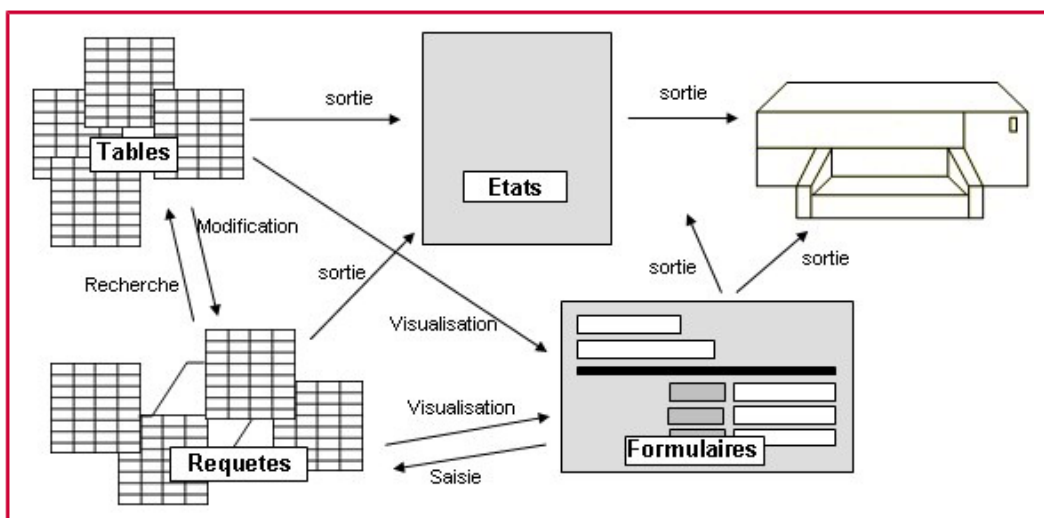 sortie
sortie
Tables
Etats
Modification
Recherche
sortie
sortie
sortie
Visualisation
Visualisation
Requetes
Formulaires
Saisie